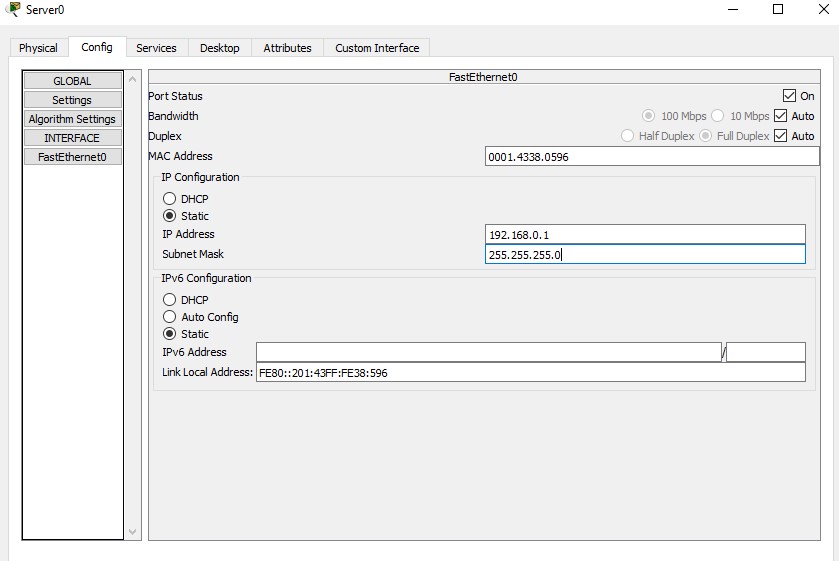 Server0
Physical Config Services Desktop Attributes Custom Interface
GLOBAL
Settings
Algorithm Settings
INTERFACE
FastEthernet0
FastEthernet0
Port Status On
Bandwidth 100 Mbps 10 Mbps Auto
Duplex Half Duplex Full Duplex Auto
MAC Address 0001.4338.0596
IP Configuration
DHCP
Static
IP Address 192.168.0.1
Subnet Mask 255.255.255.0
IPv6 Configuration
DHCP
Auto Config
Static
IPv6 Address /
Link Local Address: FE80::201:43FF:FE38:596